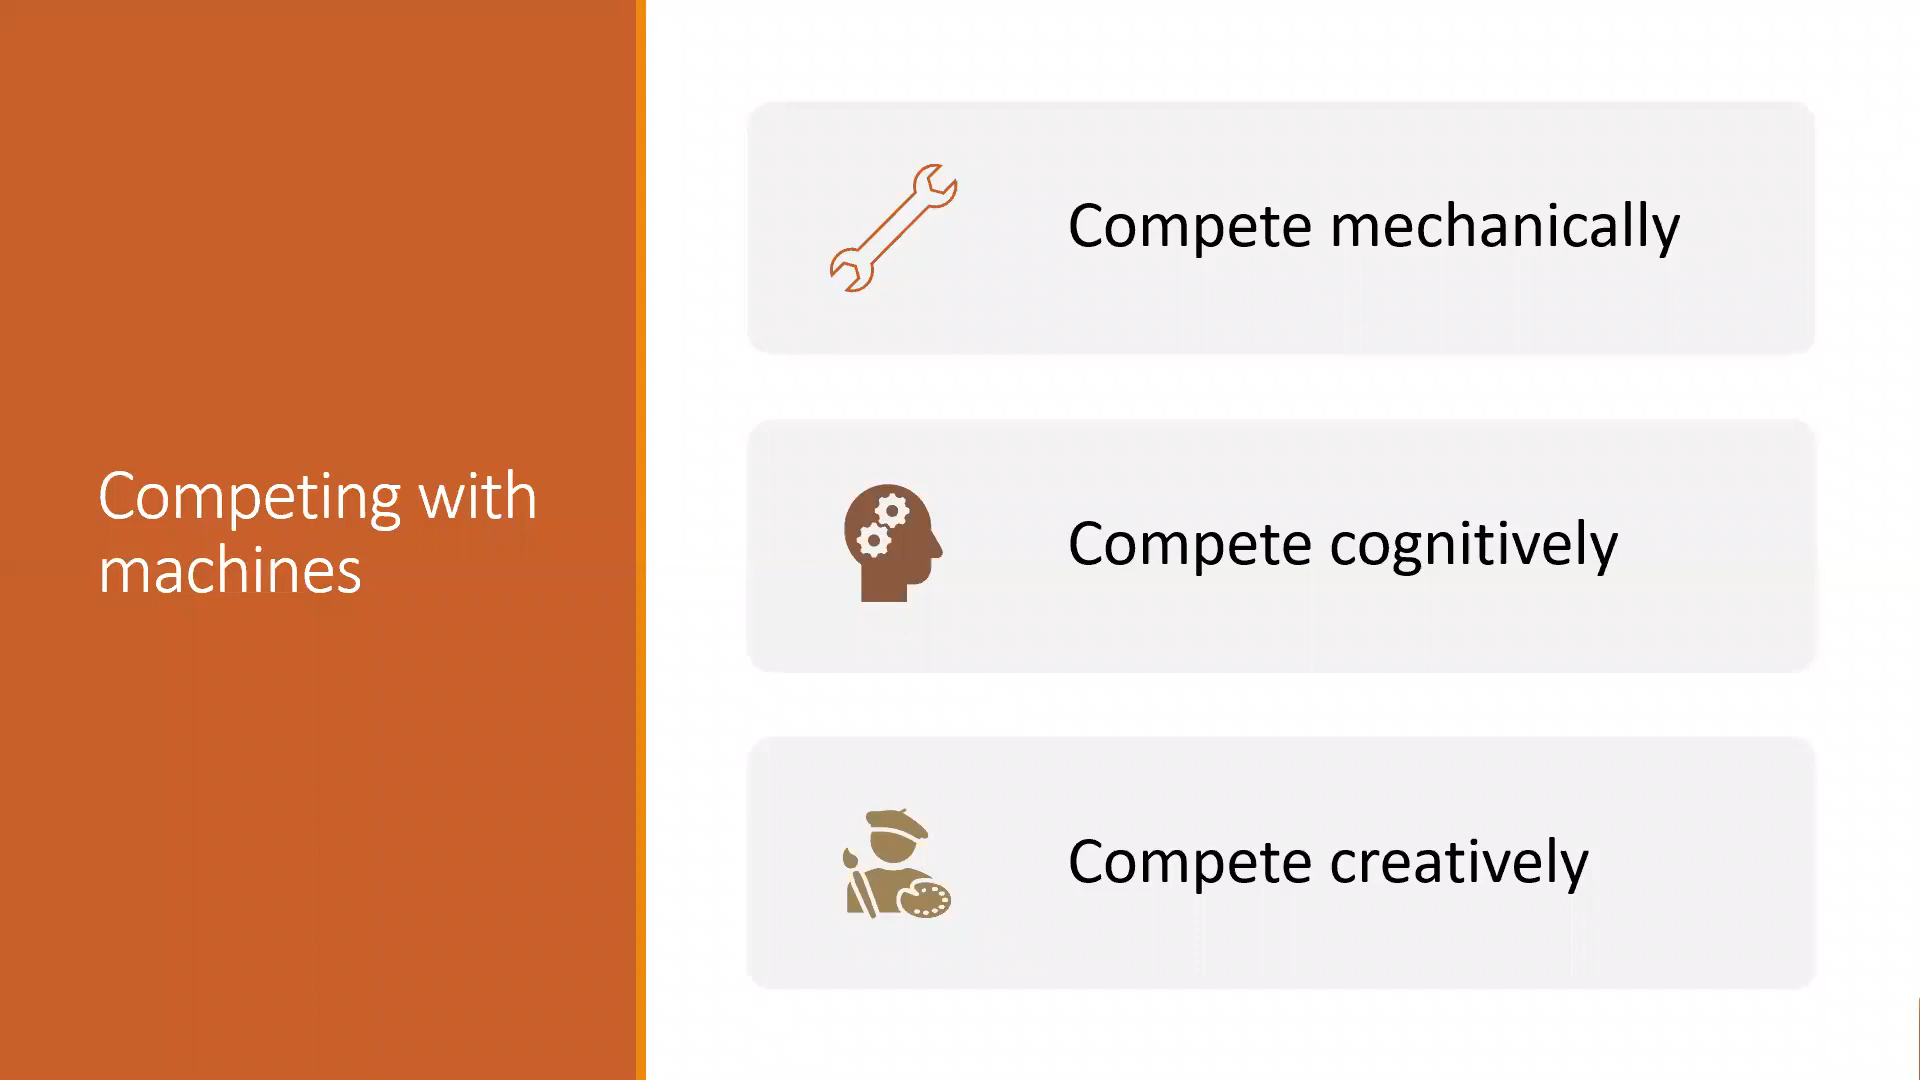 Competing with
machines
Compete mechanically
Compete cognitively
Compete creatively